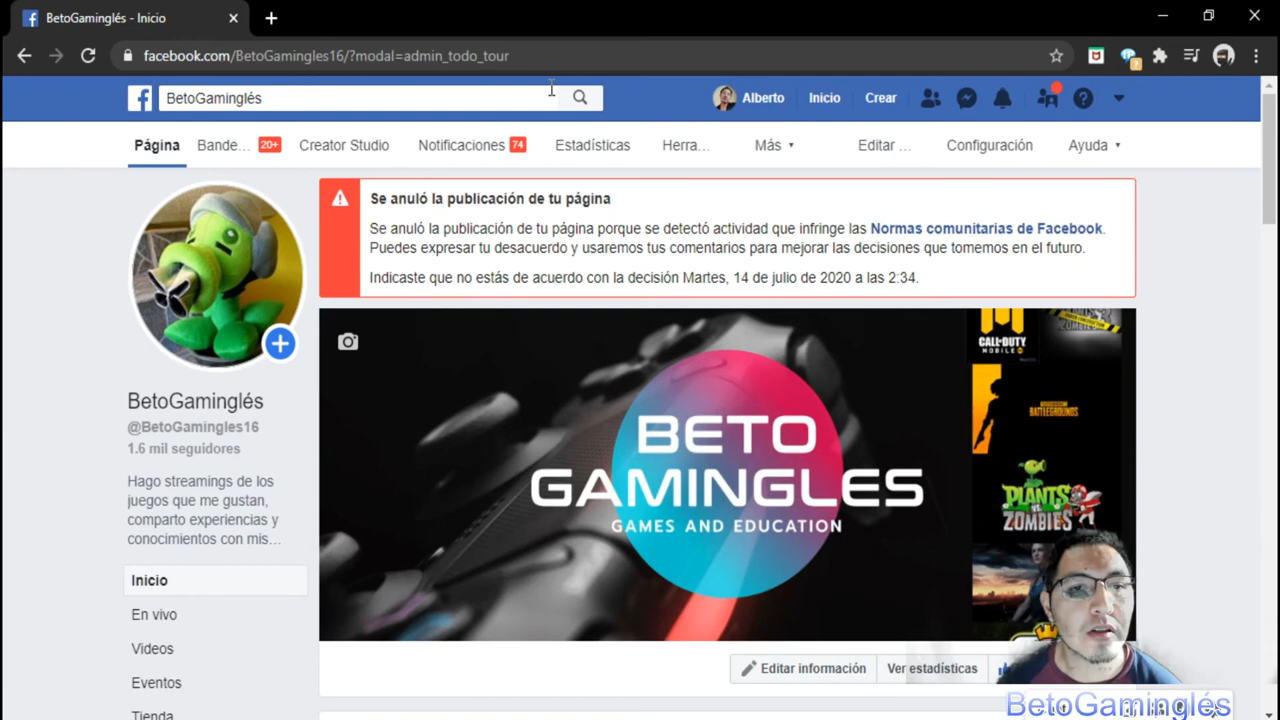 BetoGaminglés - Inicio
facebook.com/BetoGamingles16/?modal=admin_todo_tour
BetoGaminglés
Alberto
Inicio
Crear
Página
Bande...
20+
Creator Studio
Notificaciones
74
Estadísticas
Herra...
Más
Editar ...
Configuración
Ayuda
Se anuló la publicación de tu página
Se anuló la publicación de tu página porque se detectó actividad que infringe las Normas comunitarias de Facebook.
Puedes expresar tu desacuerdo y usaremos tus comentarios para mejorar las decisiones que tomemos en el futuro.
Indicaste que no estás de acuerdo con la decisión Martes, 14 de julio de 2020 a las 2:34.
BetoGaminglés
@BetoGamingles16
1.6 mil seguidores
Hago streamings de los
juegos que me gustan,
comparto experiencias y
conocimientos con mis...
Inicio
En vivo
Videos
Eventos
Tienda
BETO
GAMINGLES
GAMES AND EDUCATION
CALL OF DUTY
MOBILE
BATTLEGROUNDS
PLANTS
VS.
ZOMBIES
Editar información
Ver estadísticas
BetoGaminglés